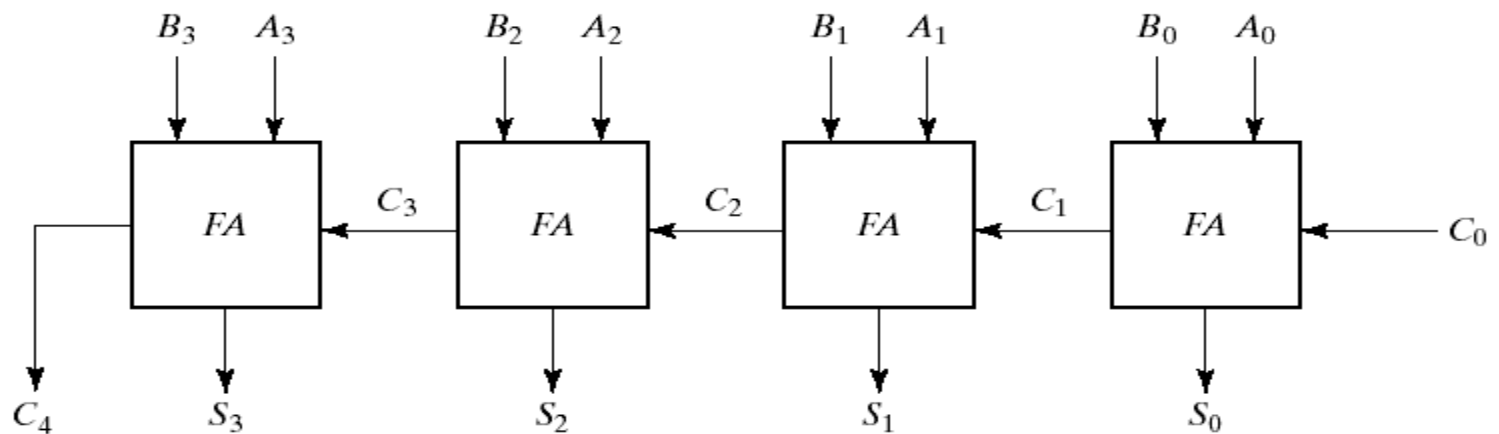 B₃ A₃ B₂ A₂ B₁ A₁ B₀ A₀
FA C₃ FA C₂ FA C₁ FA C₀
C₄ S₃ S₂ S₁ S₀